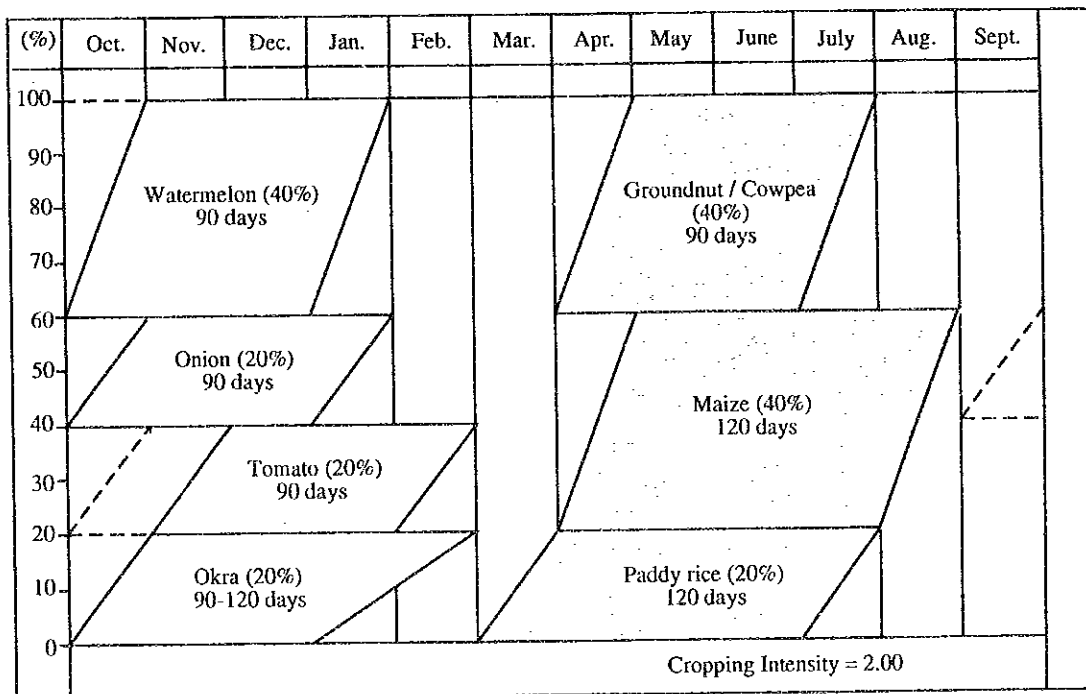 (%) Oct. Nov. Dec. Jan. Feb. Mar. Apr. May June July Aug. Sept.
100
90
80
70
60
50
40
30
20
10
0
Watermelon (40%)
90 days
Groundnut / Cowpea
(40%)
90 days
Onion (20%)
90 days
Maize (40%)
120 days
Tomato (20%)
90 days
Okra (20%)
90-120 days
Paddy rice (20%)
120 days
Cropping Intensity = 2.00